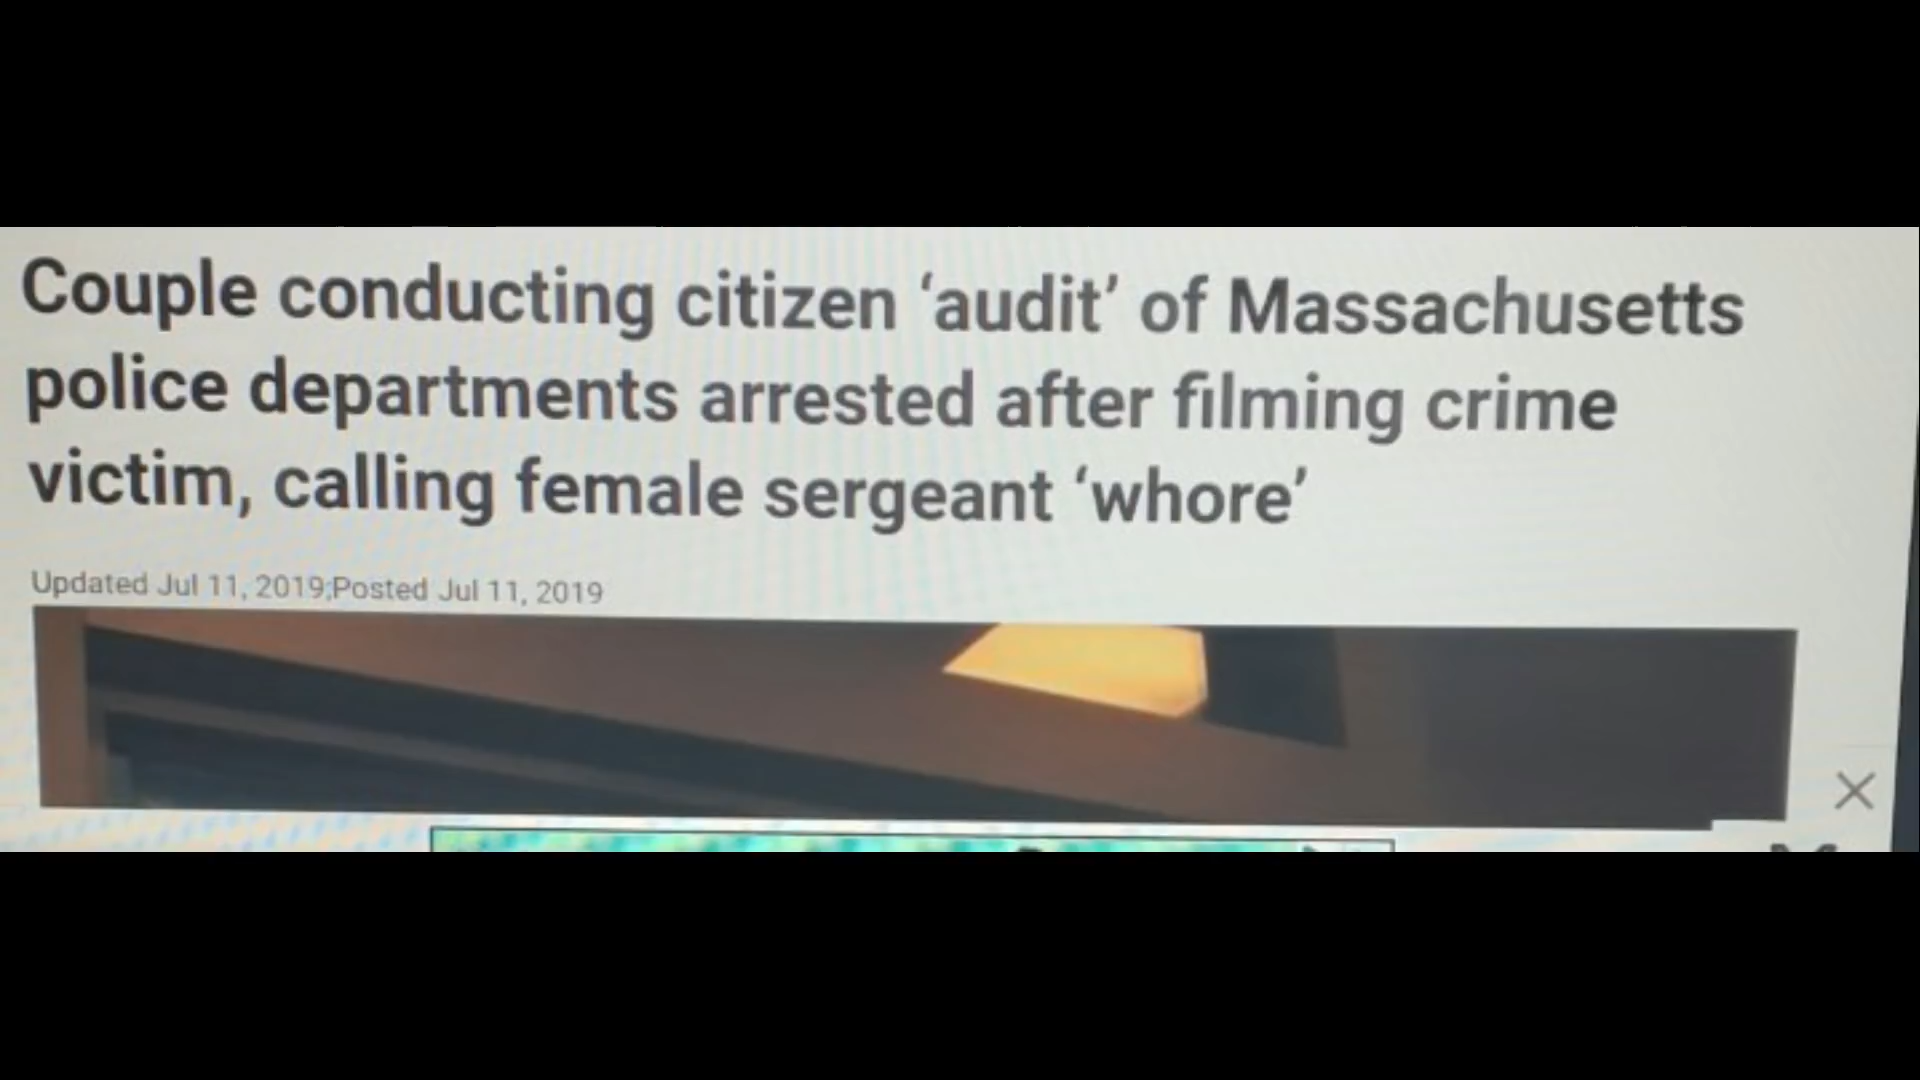 Couple conducting citizen ‘audit’ of Massachusetts
police departments arrested after filming crime
victim, calling female sergeant ‘whore’
Updated Jul 11, 2019;Posted Jul 11, 2019